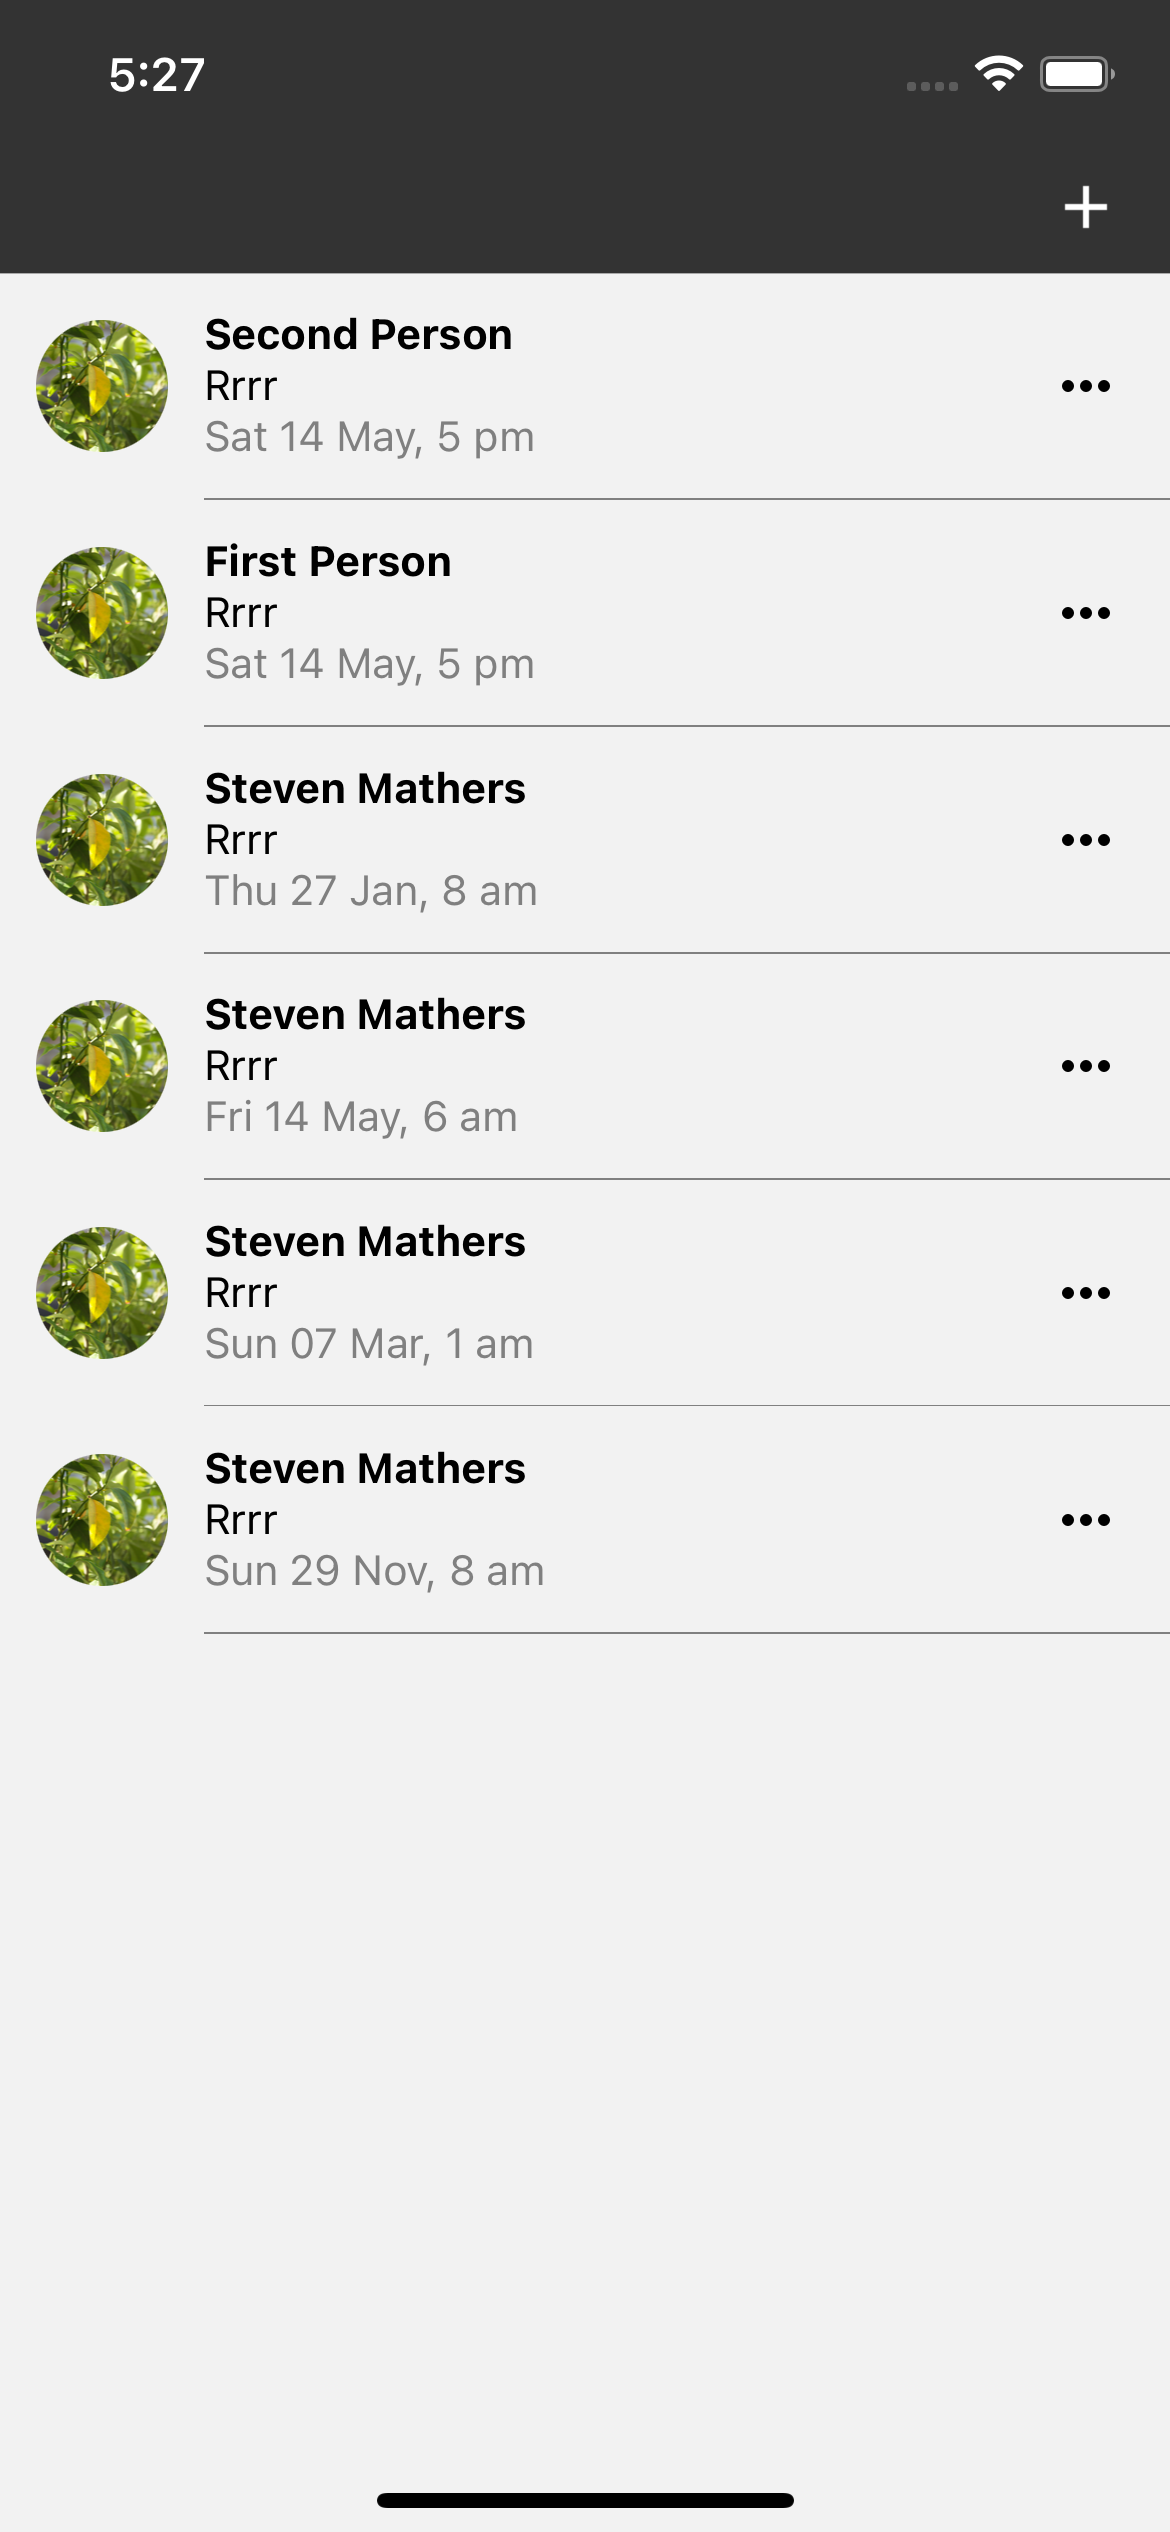 5:27
Second Person
Rrrr
Sat 14 May, 5 pm
First Person
Rrrr
Sat 14 May, 5 pm
Steven Mathers
Rrrr
Thu 27 Jan, 8 am
Steven Mathers
Rrrr
Fri 14 May, 6 am
Steven Mathers
Rrrr
Sun 07 Mar, 1 am
Steven Mathers
Rrrr
Sun 29 Nov, 8 am